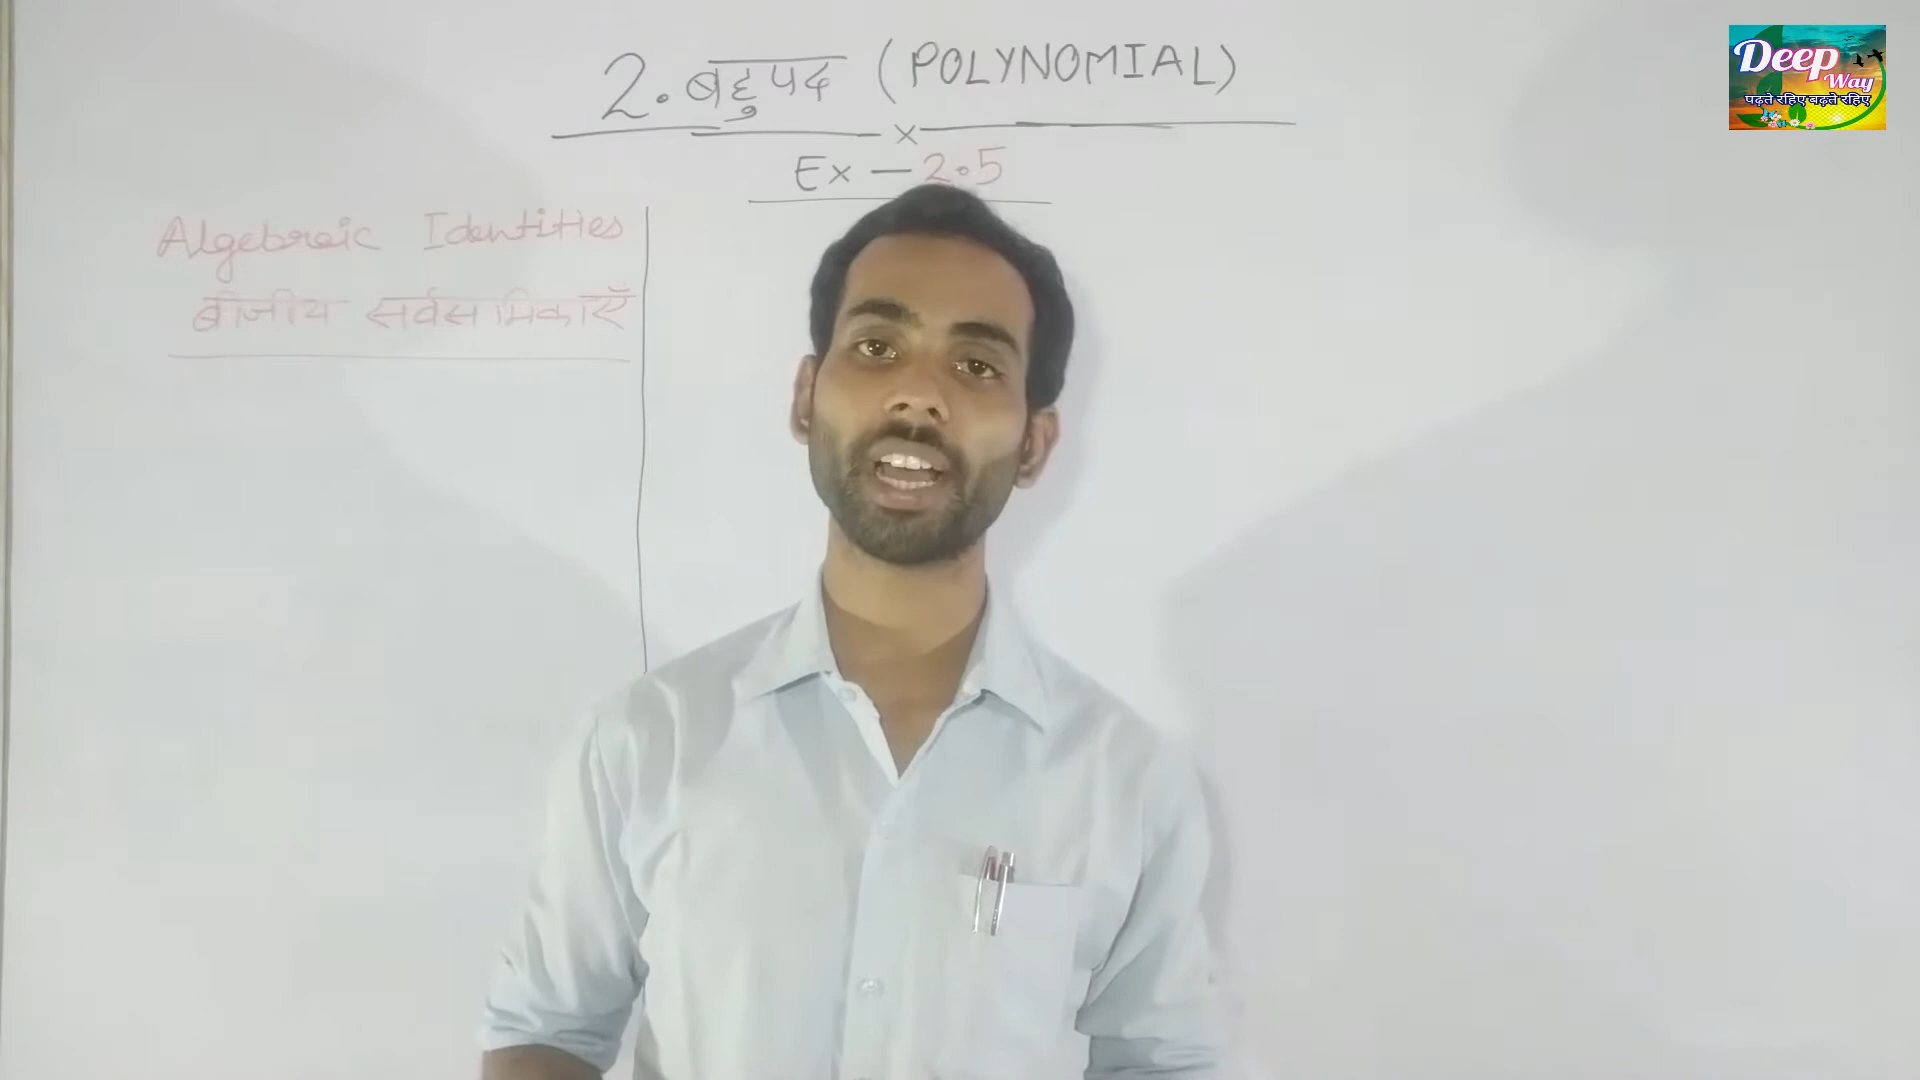 2. बहुपद (POLYNOMIAL)
x
Ex - 2.5
Algebraic Identities
बीजीय सर्वसमिकाएँ
Deep
Way
पढ़ते रहिए बढ़ते रहिए